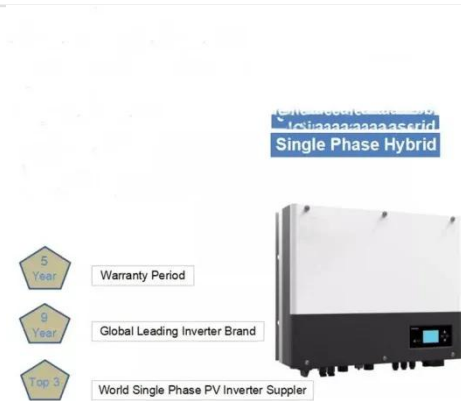 Single Phase Hybrid
5
Year
Warranty Period
9
Year
Global Leading Inverter Brand
Top 3
World Single Phase PV Inverter Suppler